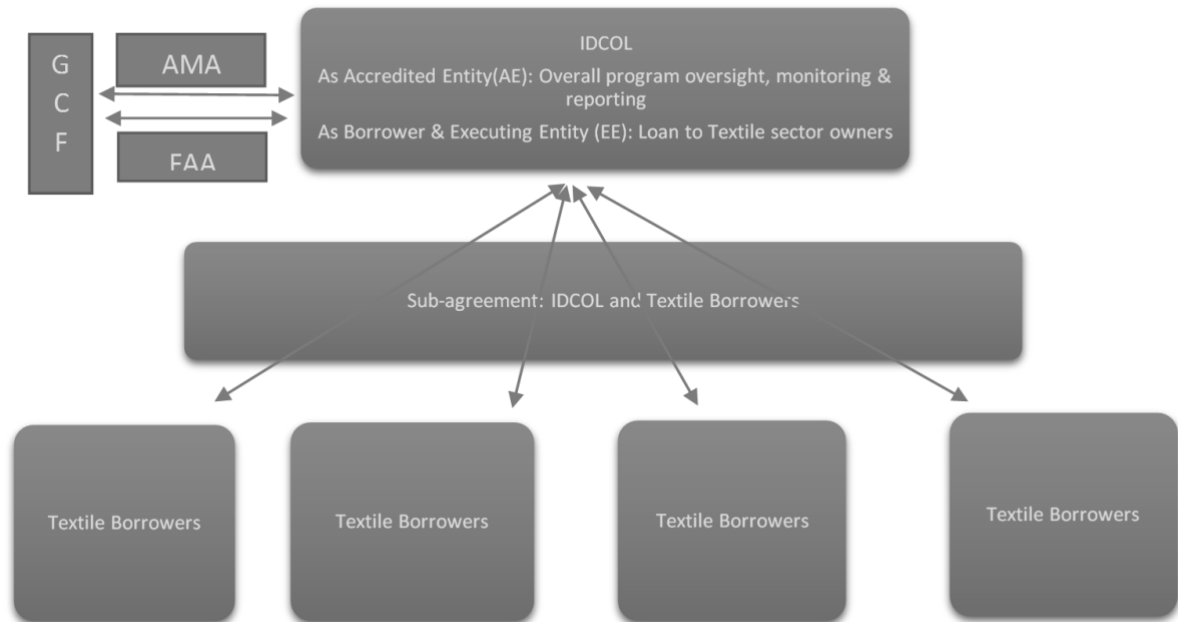 G
C
F
AMA
FAA
IDCOL
As Accredited Entity(AE): Overall program oversight, monitoring &
reporting
As Borrower & Executing Entity (EE): Loan to Textile sector owners
Sub-agreement: IDCOL and Textile Borrowers
Textile Borrowers
Textile Borrowers
Textile Borrowers
Textile Borrowers